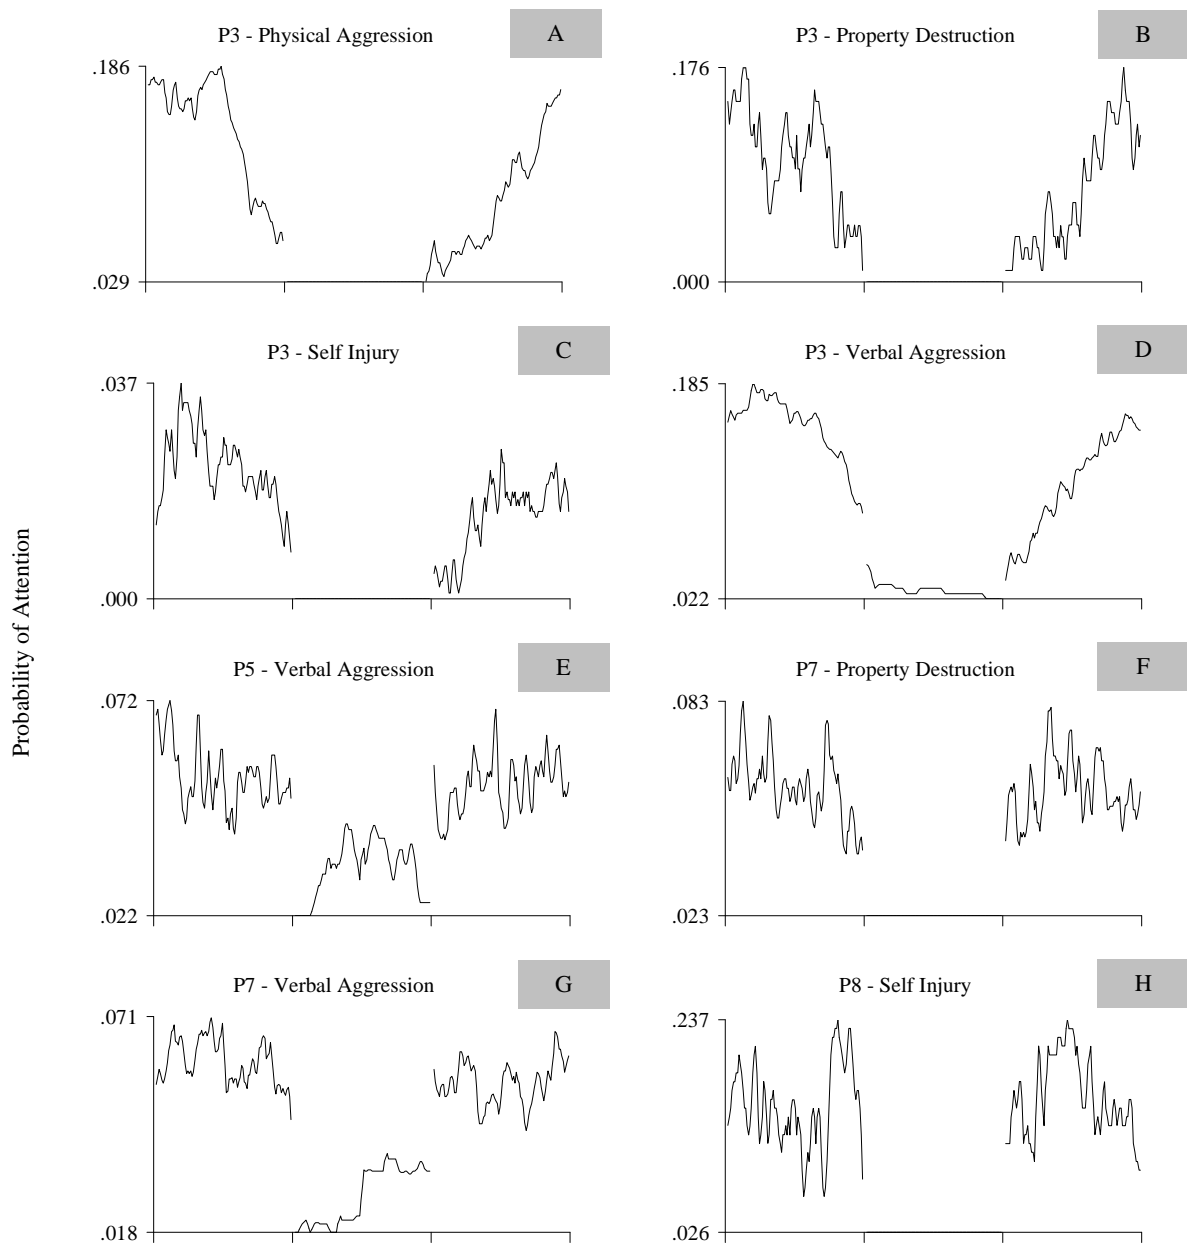 P3 - Physical Aggression
A
.186
.029
P3 - Property Destruction
B
.176
.000
P3 - Self Injury
C
.037
.000
P3 - Verbal Aggression
D
.185
.022
Probability of Attention
P5 - Verbal Aggression
E
.072
.022
P7 - Property Destruction
F
.083
.023
P7 - Verbal Aggression
G
.071
.018
P8 - Self Injury
H
.237
.026